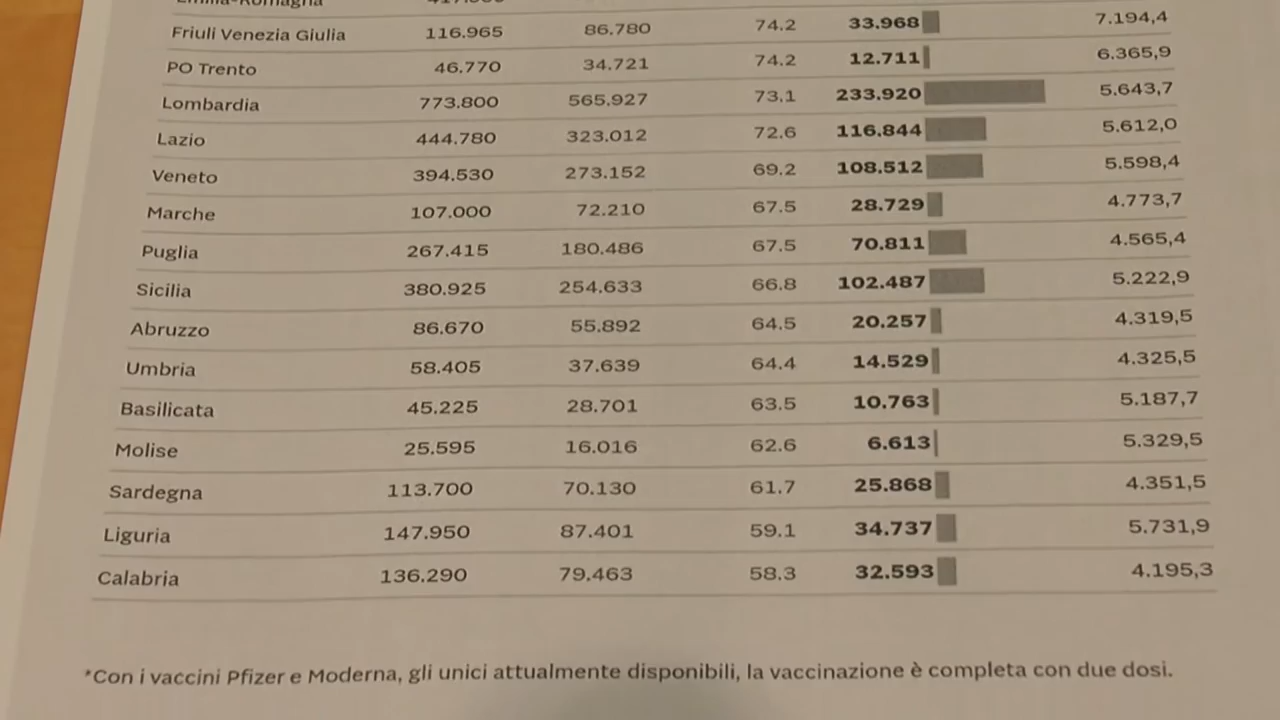 Friuli Venezia Giulia 116.965 86.780 74.2 33.968 7.194,4
PO Trento 46.770 34.721 74.2 12.711 6.365,9
Lombardia 773.800 565.927 73.1 233.920 5.643,7
Lazio 444.780 323.012 72.6 116.844 5.612,0
Veneto 394.530 273.152 69.2 108.512 5.598,4
Marche 107.000 72.210 67.5 28.729 4.773,7
Puglia 267.415 180.486 67.5 70.811 4.565,4
Sicilia 380.925 254.633 66.8 102.487 5.222,9
Abruzzo 86.670 55.892 64.5 20.257 4.319,5
Umbria 58.405 37.639 64.4 14.529 4.325,5
Basilicata 45.225 28.701 63.5 10.763 5.187,7
Molise 25.595 16.016 62.6 6.613 5.329,5
Sardegna 113.700 70.130 61.7 25.868 4.351,5
Liguria 147.950 87.401 59.1 34.737 5.731,9
Calabria 136.290 79.463 58.3 32.593 4.195,3
*Con i vaccini Pfizer e Moderna, gli unici attualmente disponibili, la vaccinazione è completa con due dosi.